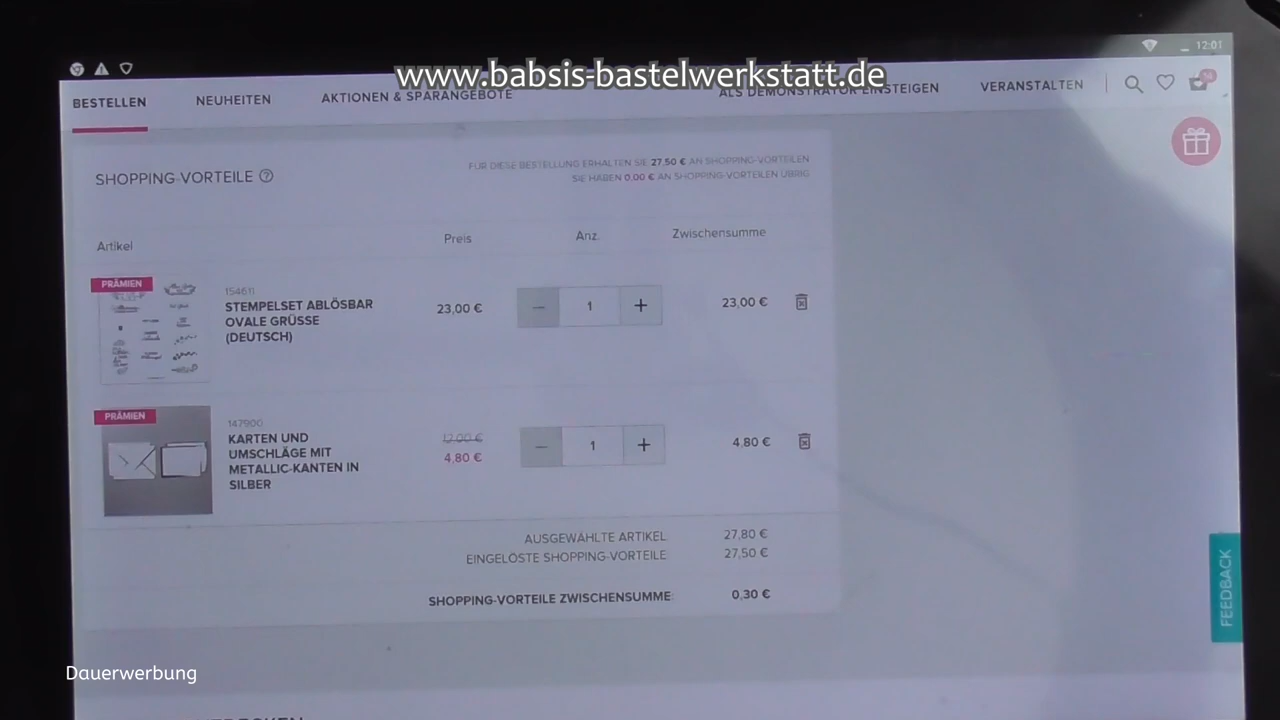 12:01
www.babsis-bastelwerkstatt.de
BESTELLEN
NEUHEITEN
AKTIONEN & SPARANGEBOTE
ALS DEMONSTRATOR EINSTEIGEN
VERANSTALTEN
SHOPPING-VORTEILE
FÜR DIESE BESTELLUNG ERHALTEN SIE 27,50 € AN SHOPPING-VORTEILEN
SIE HABEN 0,00 € AN SHOPPING-VORTEILEN ÜBRIG
Artikel Preis Anz. Zwischensumme
PRÄMIEN
154611
STEMPELSET ABLÖSBAR
OVALE GRÜSSE
(DEUTSCH)
23,00 € − 1 + 23,00 €
PRÄMIEN
147900
KARTEN UND
UMSCHLÄGE MIT
METALLIC-KANTEN IN
SILBER
12,00 €
4,80 € − 1 + 4,80 €
AUSGEWÄHLTE ARTIKEL 27,80 €
EINGELÖSTE SHOPPING-VORTEILE 27,50 €
SHOPPING-VORTEILE ZWISCHENSUMME: 0,30 €
FEEDBACK
Dauerwerbung